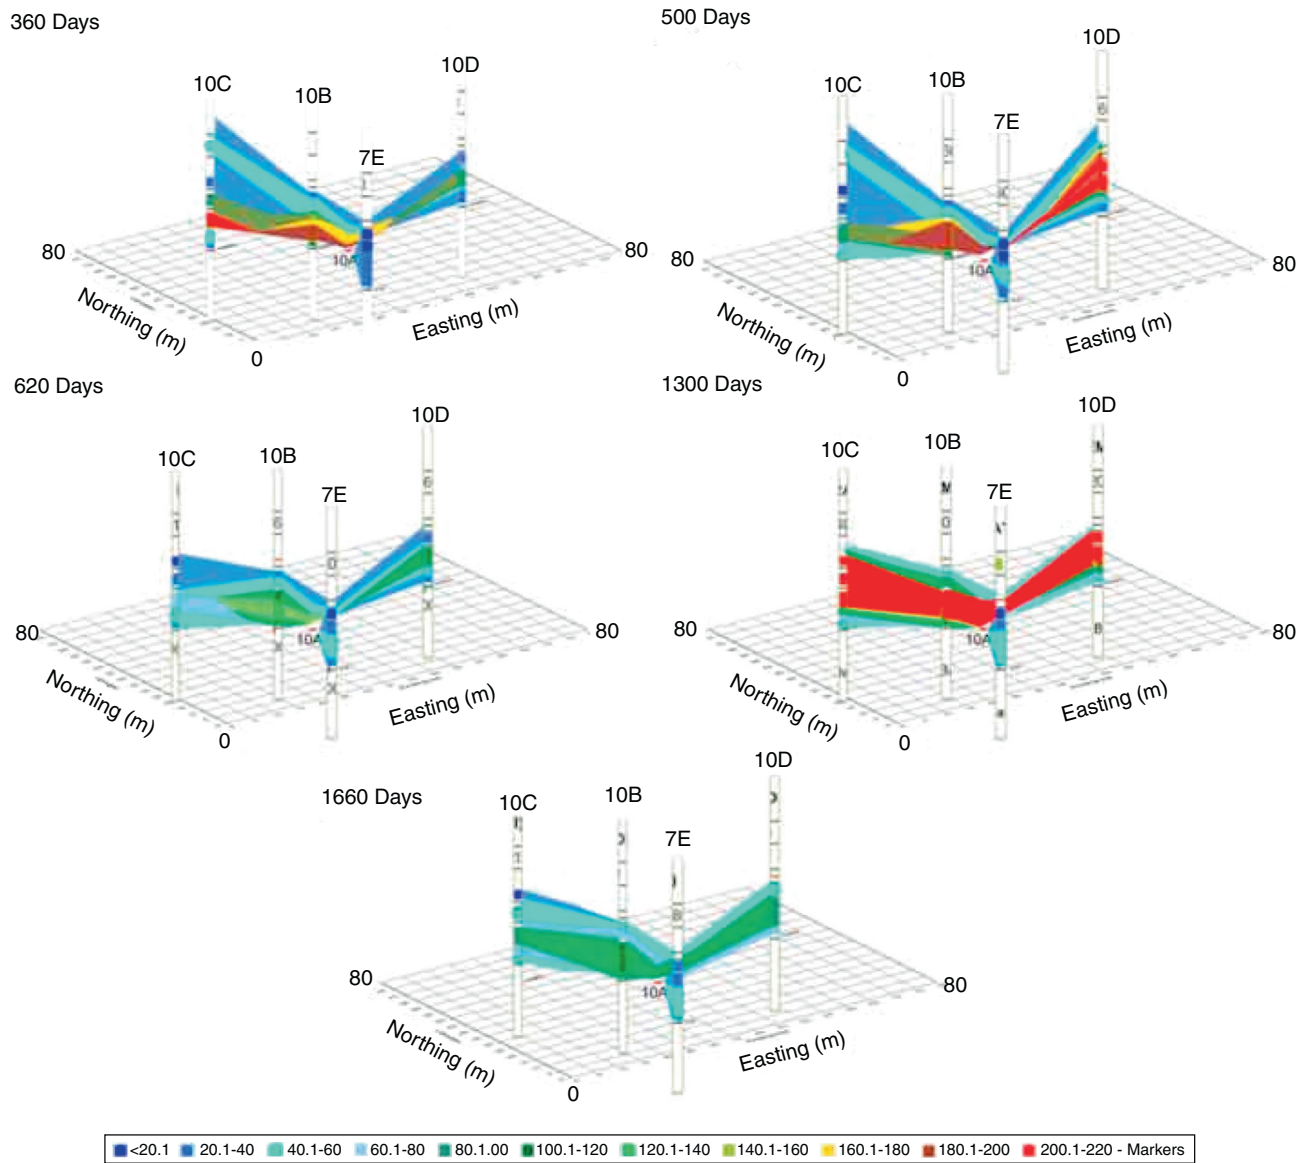 360 Days
10C
10B
10D
7E
10A
80
80
Northing (m)
Easting (m)
0
500 Days
10C
10B
10D
7E
10A
80
80
Northing (m)
Easting (m)
0
620 Days
10C
10B
10D
7E
10A
80
80
Northing (m)
Easting (m)
0
1300 Days
10C
10B
10D
7E
10A
80
80
Northing (m)
Easting (m)
0
1660 Days
10C
10B
10D
7E
10A
80
80
Northing (m)
Easting (m)
0
<20.1 20.1-40 40.1-60 60.1-80 80.1.00 100.1-120 120.1-140 140.1-160 160.1-180 180.1-200 200.1-220 - Markers